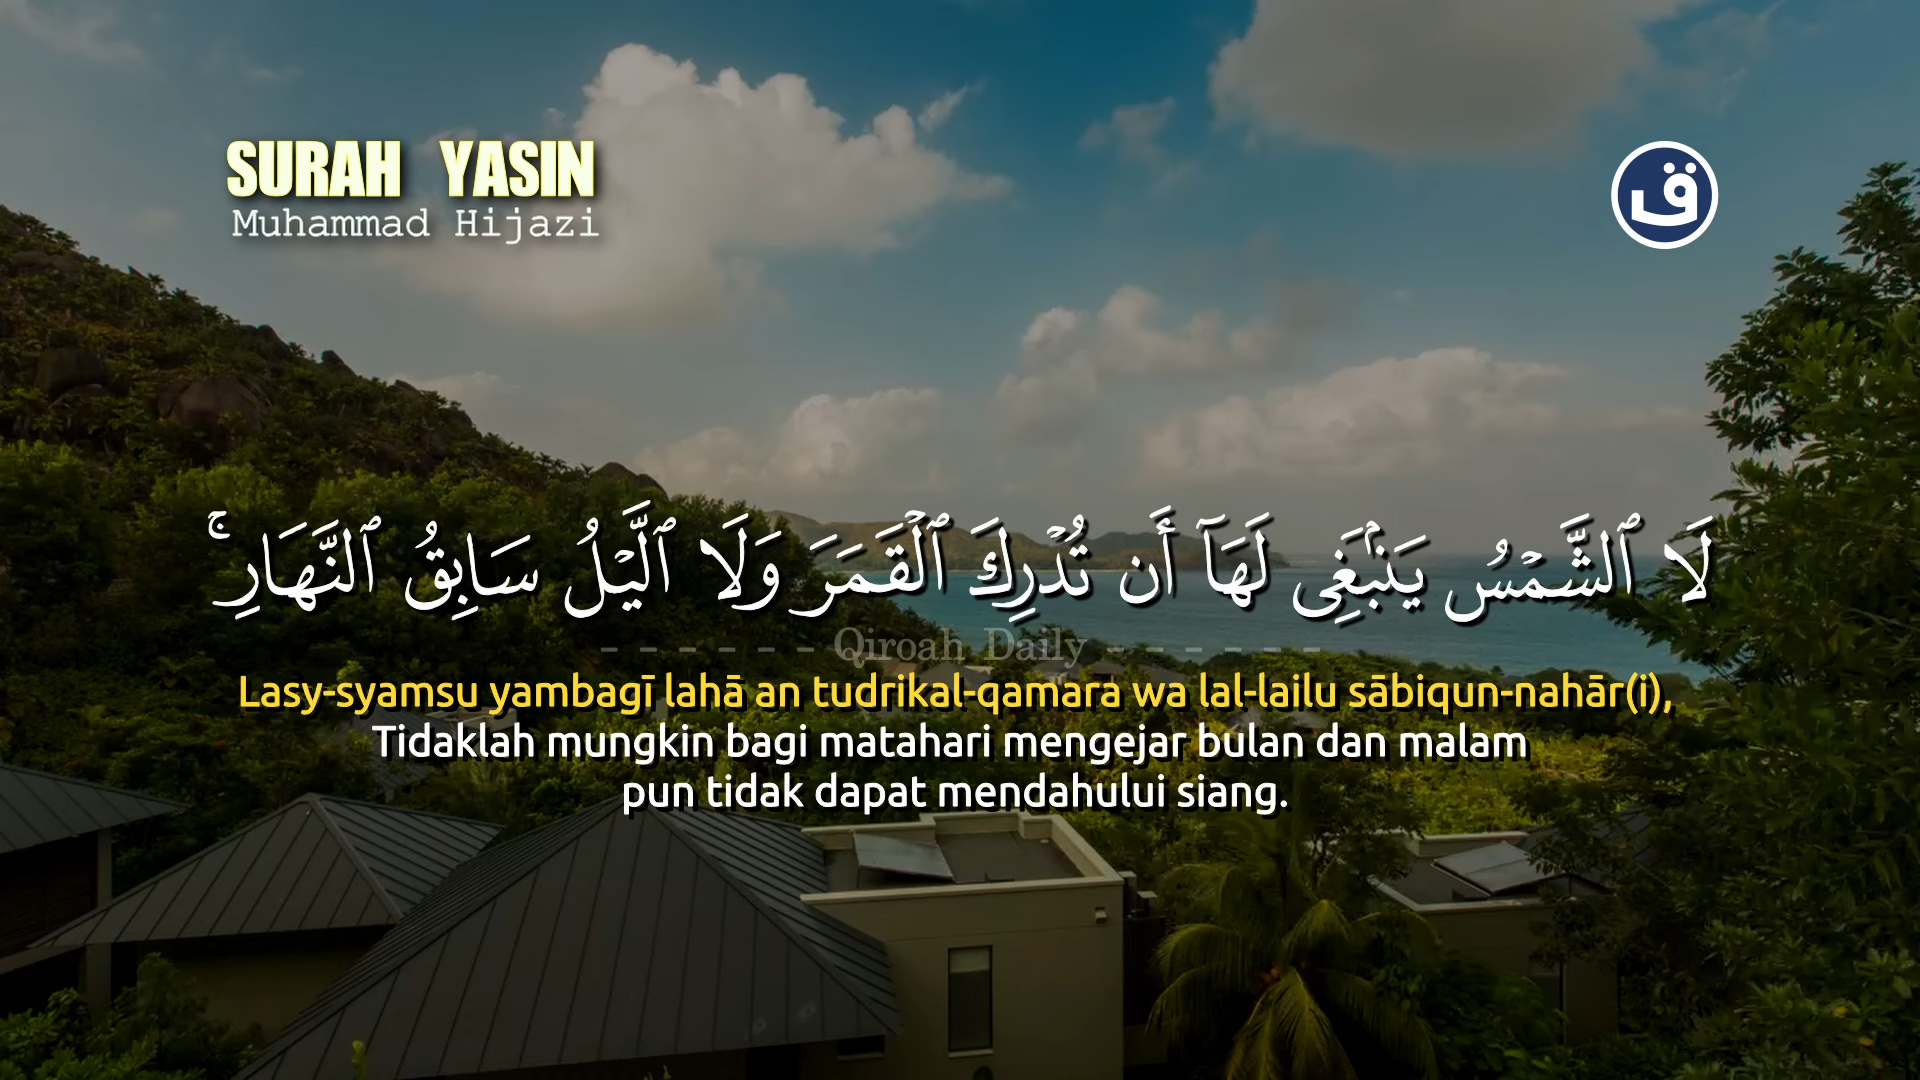 SURAH YASIN
Muhammad Hijazi
ق
لَا ٱلشَّمْسُ يَنۢبَغِى لَهَآ أَن تُدْرِكَ ٱلْقَمَرَ وَلَا ٱلَّيْلُ سَابِقُ ٱلنَّهَارِ ۚ
- - - - - - Qiroah Daily - - - - - -
Lasy-syamsu yambagī lahā an tudrikal-qamara wa lal-lailu sābiqun-nahār(i),
Tidaklah mungkin bagi matahari mengejar bulan dan malam
pun tidak dapat mendahului siang.